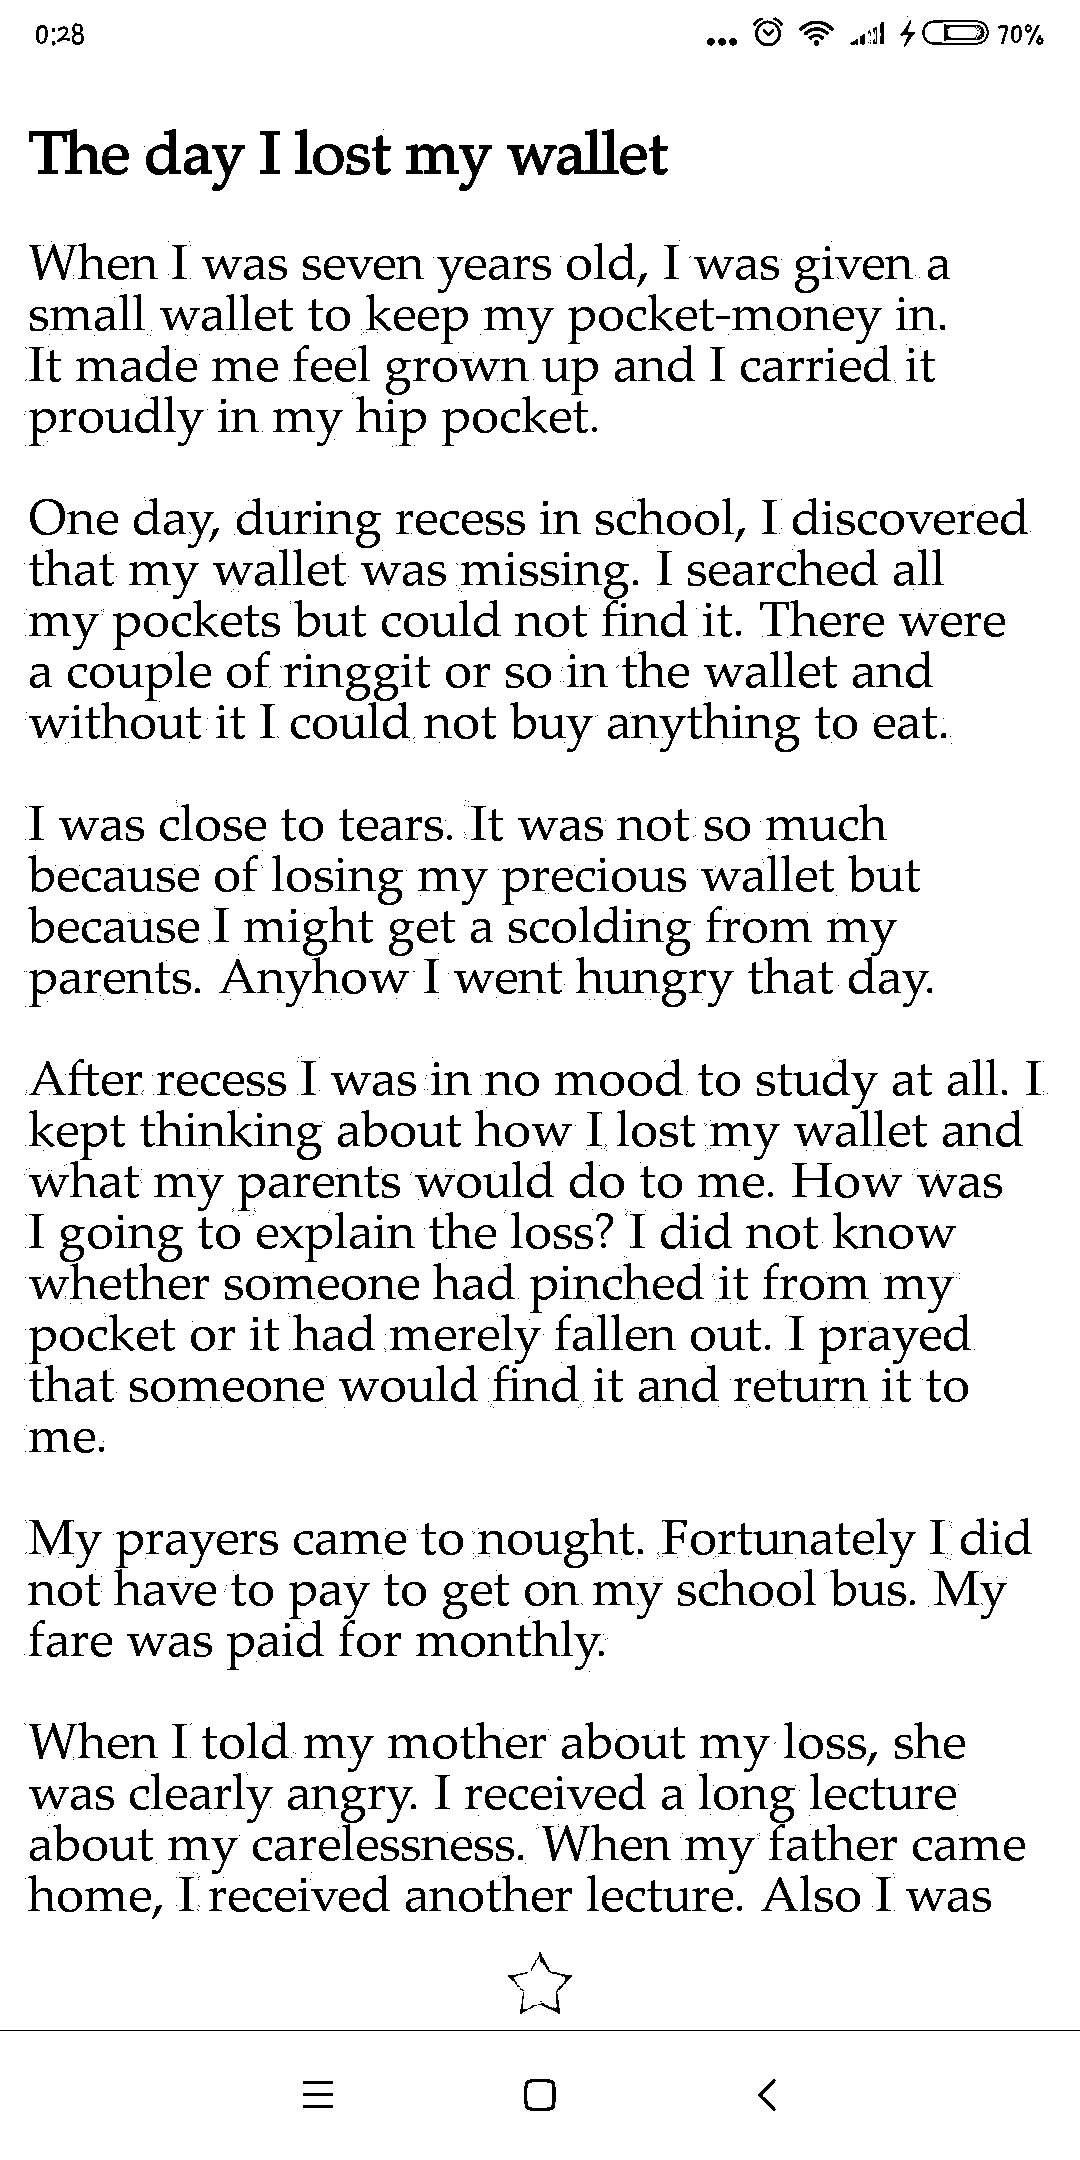 0:28
70%
The day I lost my wallet
When I was seven years old, I was given a
small wallet to keep my pocket-money in.
It made me feel grown up and I carried it
proudly in my hip pocket.
One day, during recess in school, I discovered
that my wallet was missing. I searched all
my pockets but could not find it. There were
a couple of ringgit or so in the wallet and
without it I could not buy anything to eat.
I was close to tears. It was not so much
because of losing my precious wallet but
because I might get a scolding from my
parents. Anyhow I went hungry that day.
After recess I was in no mood to study at all. I
kept thinking about how I lost my wallet and
what my parents would do to me. How was
I going to explain the loss? I did not know
whether someone had pinched it from my
pocket or it had merely fallen out. I prayed
that someone would find it and return it to
me.
My prayers came to nought. Fortunately I did
not have to pay to get on my school bus. My
fare was paid for monthly.
When I told my mother about my loss, she
was clearly angry. I received a long lecture
about my carelessness. When my father came
home, I received another lecture. Also I was